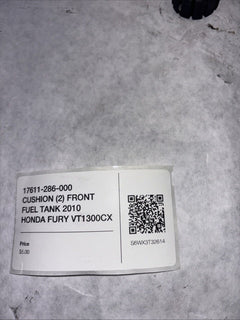 17611-286-000
CUSHION (2) FRONT
FUEL TANK 2010
HONDA FURY VT1300CX
Price
$5.00
S6WX3T32614